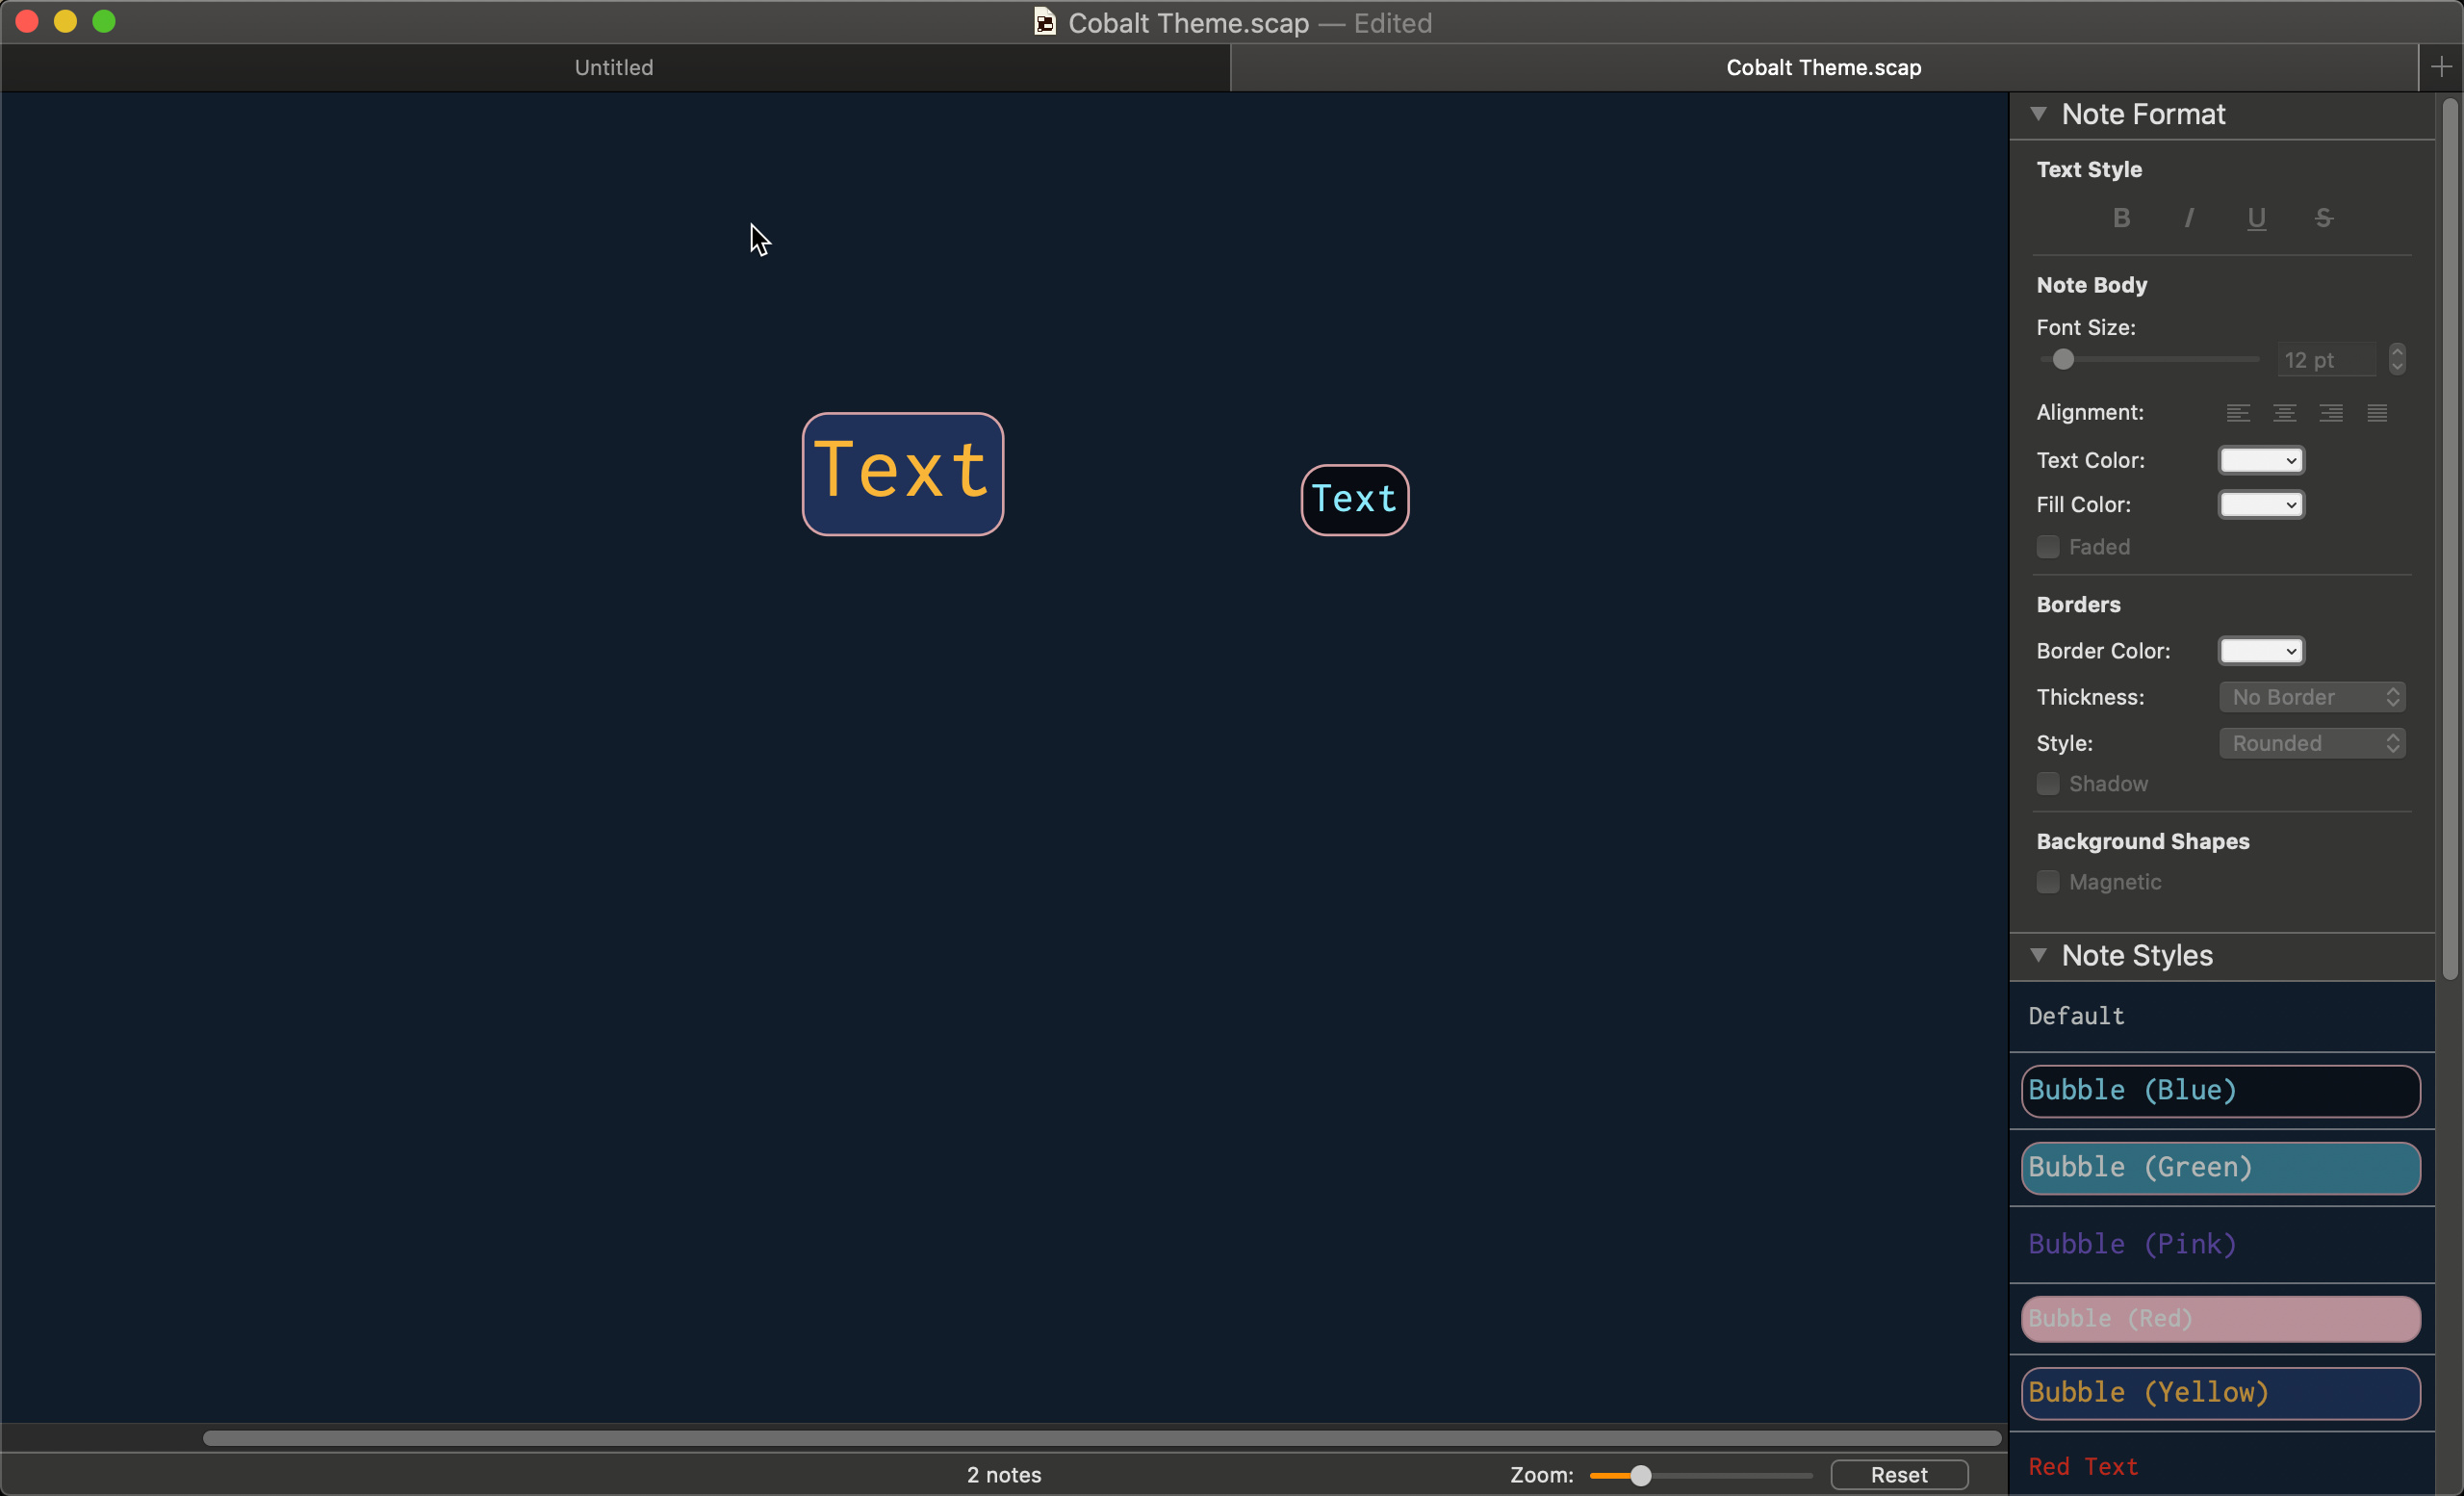 Cobalt Theme.scap — Edited
Untitled
Cobalt Theme.scap
Text
Text
2 notes
Zoom:
Reset
Note Format
Text Style
B I U S
Note Body
Font Size:
12 pt
Alignment:
Text Color:
Fill Color:
Faded
Borders
Border Color:
Thickness: No Border
Style: Rounded
Shadow
Background Shapes
Magnetic
Note Styles
Default
Bubble (Blue)
Bubble (Green)
Bubble (Pink)
Bubble (Red)
Bubble (Yellow)
Red Text